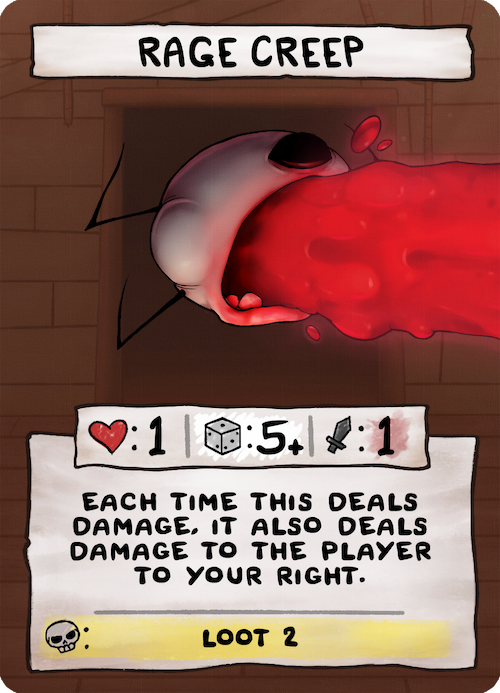 RAGE CREEP
:1 :5+ :1
EACH TIME THIS DEALS
DAMAGE, IT ALSO DEALS
DAMAGE TO THE PLAYER
TO YOUR RIGHT.
: LOOT 2